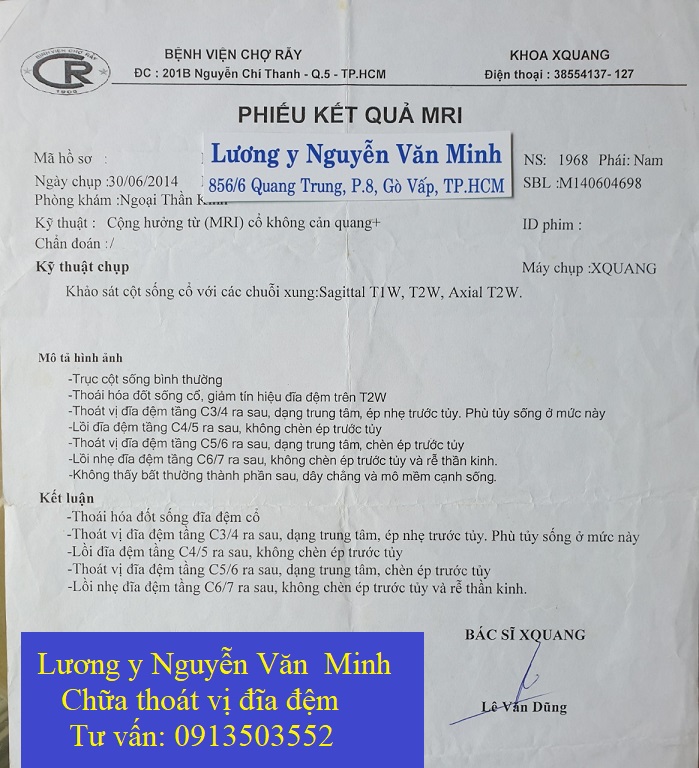 BỆNH VIỆN CHỢ RẪY
KHOA XQUANG
ĐC : 201B Nguyễn Chí Thanh - Q.5 - TP.HCM
Điện thoại : 38554137- 127
BỆNH VIỆN CHỢ RẪY
CR
PHIẾU KẾT QUẢ MRI
Mã hồ sơ :
Lương y Nguyễn Văn Minh
856/6 Quang Trung, P.8, Gò Vấp, TP.HCM
NS: 1968 Phái: Nam
Ngày chụp :30/06/2014
SBL :M140604698
Phòng khám :Ngoại Thần Kinh
Kỹ thuật : Cộng hưởng từ (MRI) cổ không cản quang+
ID phim :
Chẩn đoán :/
Kỹ thuật chụp
Máy chụp :XQUANG
Khảo sát cột sống cổ với các chuỗi xung:Sagittal T1W, T2W, Axial T2W.
Mô tả hình ảnh
-Trục cột sống bình thường
-Thoái hóa đốt sống cổ, giảm tín hiệu đĩa đệm trên T2W
-Thoát vị đĩa đệm tầng C3/4 ra sau, dạng trung tâm, ép nhẹ trước tủy. Phù tủy sống ở mức này
-Lồi đĩa đệm tầng C4/5 ra sau, không chèn ép trước tủy
-Thoát vị đĩa đệm tầng C5/6 ra sau, dạng trung tâm, chèn ép trước tủy
-Lồi nhẹ đĩa đệm tầng C6/7 ra sau, không chèn ép trước tủy và rễ thần kinh.
-Không thấy bất thường thành phần sau, dây chằng và mô mềm cạnh sống.
Kết luận
-Thoái hóa đốt sống đĩa đệm cổ
-Thoát vị đĩa đệm tầng C3/4 ra sau, dạng trung tâm, ép nhẹ trước tủy. Phù tủy sống ở mức này
-Lồi đĩa đệm tầng C4/5 ra sau, không chèn ép trước tủy
-Thoát vị đĩa đệm tầng C5/6 ra sau, dạng trung tâm, chèn ép trước tủy
-Lồi nhẹ đĩa đệm tầng C6/7 ra sau, không chèn ép trước tủy và rễ thần kinh.
BÁC SĨ XQUANG
Lê Văn Dũng
Lương y Nguyễn Văn Minh
Chữa thoát vị đĩa đệm
Tư vấn: 0913503552